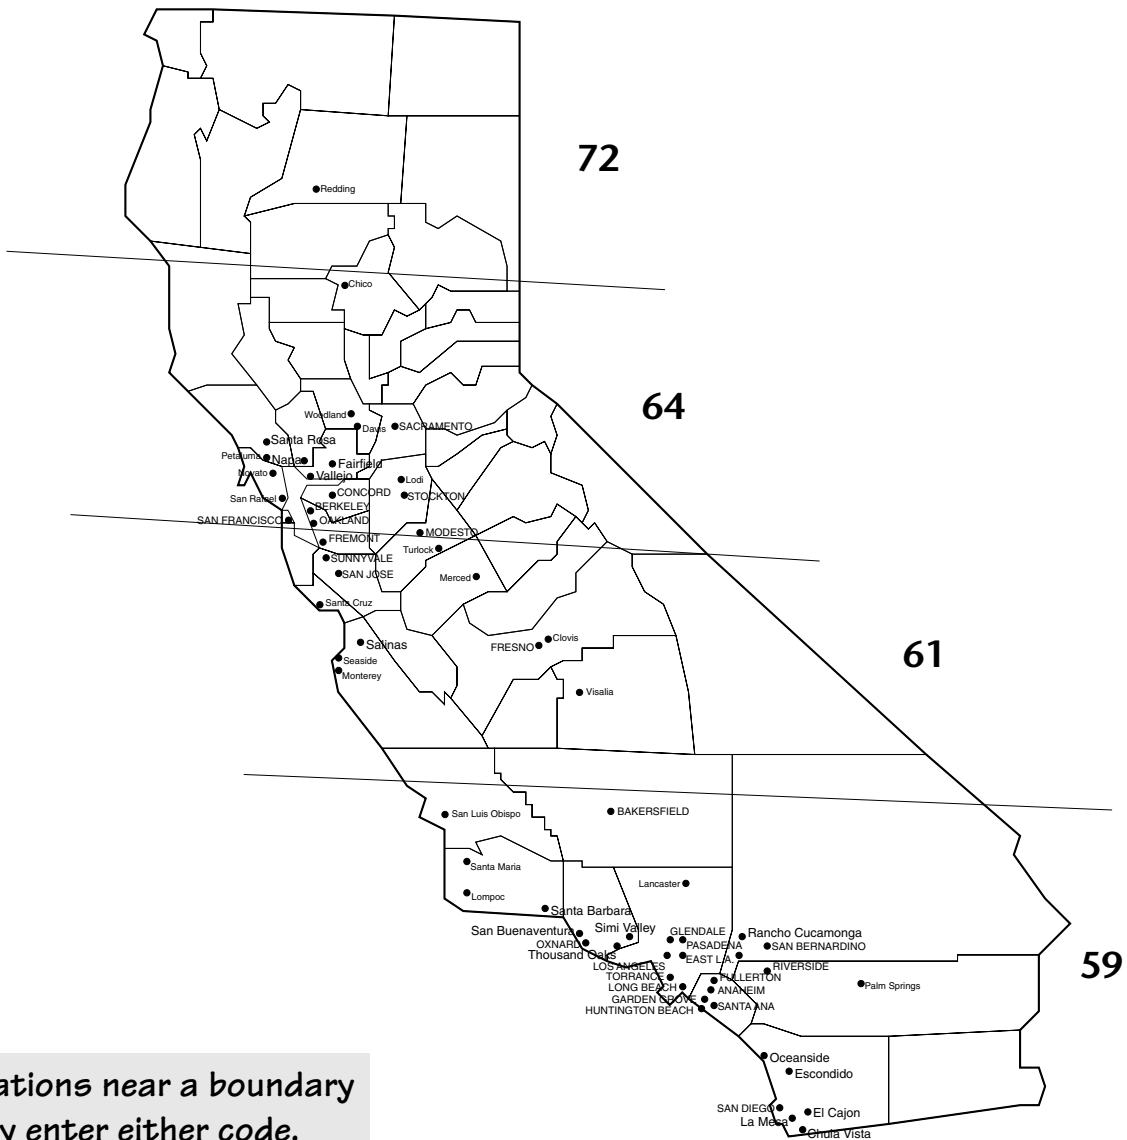 72
Redding
Chico
64
Woodland
Davis
SACRAMENTO
Santa Rosa
Petaluma
Napa
Fairfield
Novato
Vallejo
Lodi
San Rafael
CONCORD
STOCKTON
BERKELEY
SAN FRANCISCO
OAKLAND
MODESTO
FREMONT
Turlock
SUNNYVALE
SAN JOSE
Merced
Santa Cruz
Salinas
Clovis
FRESNO
61
Seaside
Monterey
Visalia
San Luis Obispo
BAKERSFIELD
Santa Maria
Lancaster
Lompoc
Santa Barbara
San Buenaventura
Simi Valley
GLENDALE
Rancho Cucamonga
OXNARD
PASADENA
SAN BERNARDINO
Thousand Oaks
EAST L.A.
59
LOS ANGELES
RIVERSIDE
TORRANCE
FULLERTON
Palm Springs
LONG BEACH
ANAHEIM
GARDEN GROVE
SANTA ANA
HUNTINGTON BEACH
Oceanside
Escondido
SAN DIEGO
El Cajon
La Mesa
Chula Vista
ations near a boundary
y enter either code.